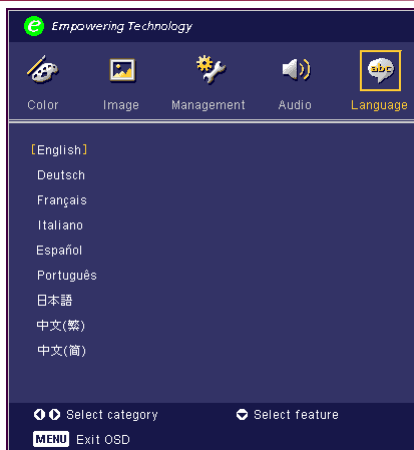 Empowering Technology
Color Image Management Audio Language
abc
[English]
Deutsch
Français
Italiano
Español
Português
日本語
中文(繁)
中文(简)
Select category Select feature
MENU Exit OSD